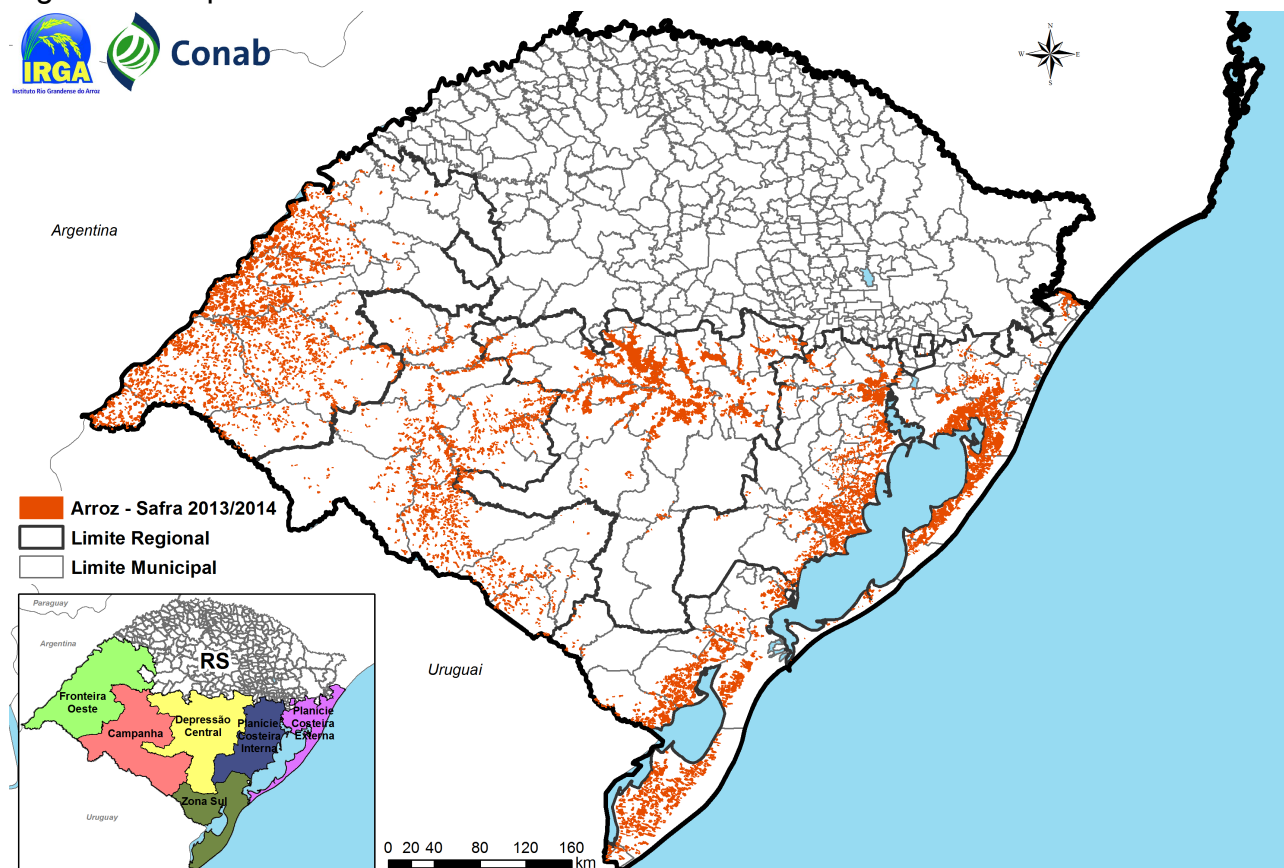 IRGA
Instituto Rio Grandense do Arroz
Conab
N
W
E
S
Argentina
Arroz - Safra 2013/2014
Limite Regional
Limite Municipal
Uruguai
Paraguay
Argentina
RS
Fronteira
Oeste
Campanha
Depressão
Central
Planície
Costeira
Interna
Planície
Costeira
Externa
Zona Sul
Uruguay
0 20 40 80 120 160
km